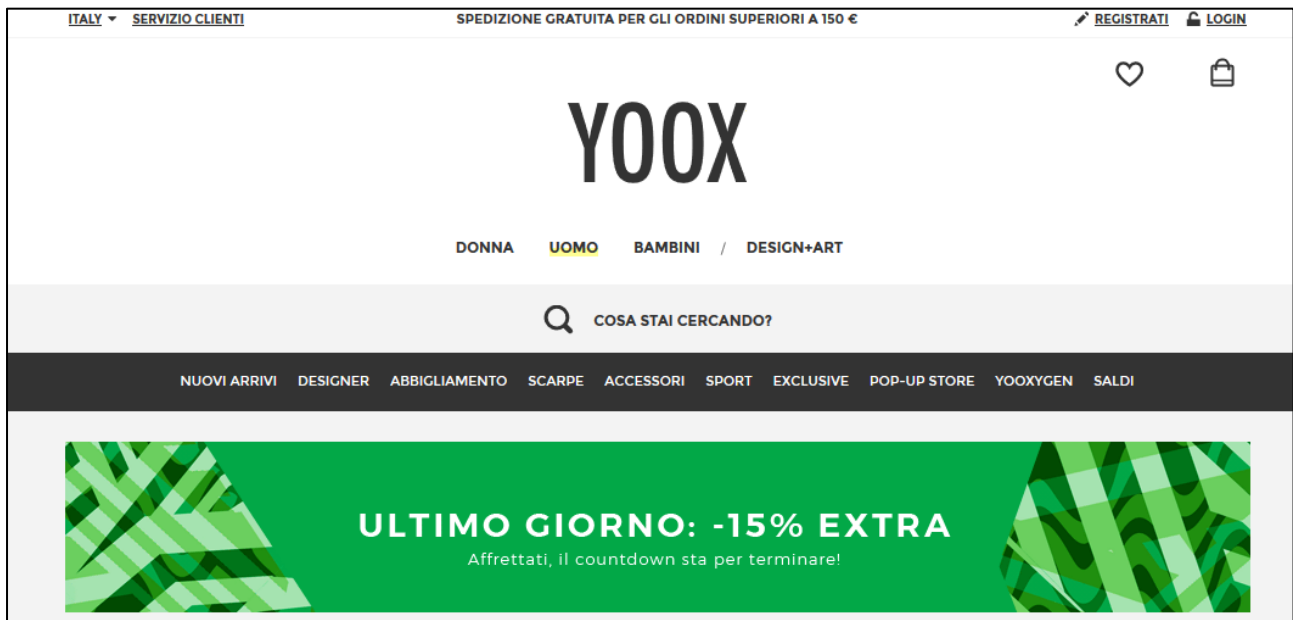 ITALY SERVIZIO CLIENTI SPEDIZIONE GRATUITA PER GLI ORDINI SUPERIORI A 150 € REGISTRATI LOGIN
YOOX
DONNA UOMO BAMBINI / DESIGN+ART
COSA STAI CERCANDO?
NUOVI ARRIVI DESIGNER ABBIGLIAMENTO SCARPE ACCESSORI SPORT EXCLUSIVE POP-UP STORE YOOXYGEN SALDI
ULTIMO GIORNO: -15% EXTRA
Affrettati, il countdown sta per terminare!